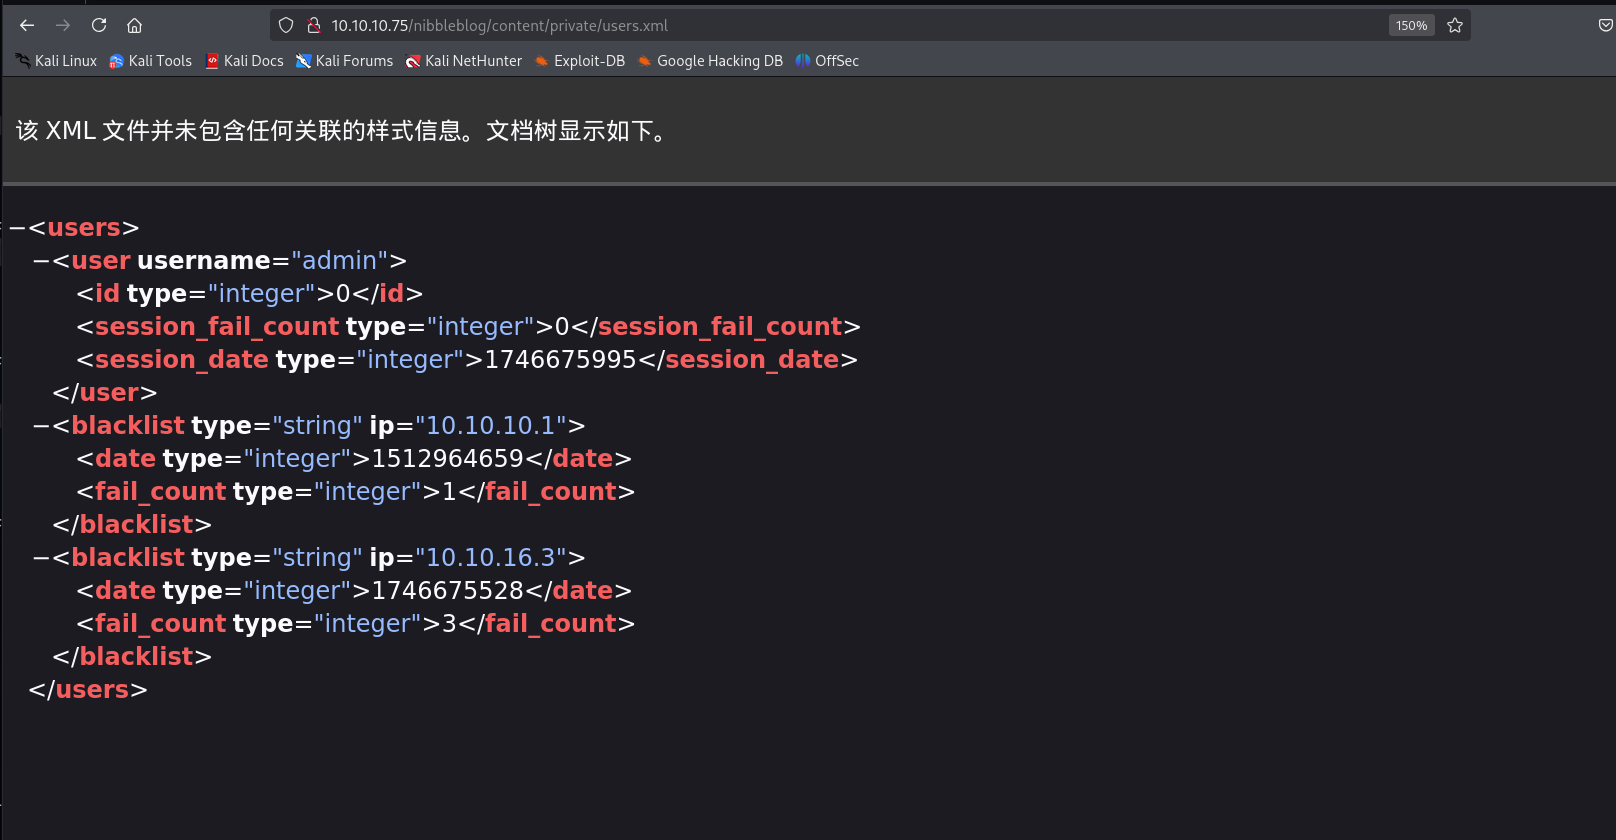 10.10.10.75/nibbleblog/content/private/users.xml 150%
Kali Linux Kali Tools Kali Docs Kali Forums Kali NetHunter Exploit-DB Google Hacking DB OffSec
该 XML 文件并未包含任何关联的样式信息。文档树显示如下。
−<users>
−<user username="admin">
<id type="integer">0</id>
<session_fail_count type="integer">0</session_fail_count>
<session_date type="integer">1746675995</session_date>
</user>
−<blacklist type="string" ip="10.10.10.1">
<date type="integer">1512964659</date>
<fail_count type="integer">1</fail_count>
</blacklist>
−<blacklist type="string" ip="10.10.16.3">
<date type="integer">1746675528</date>
<fail_count type="integer">3</fail_count>
</blacklist>
</users>